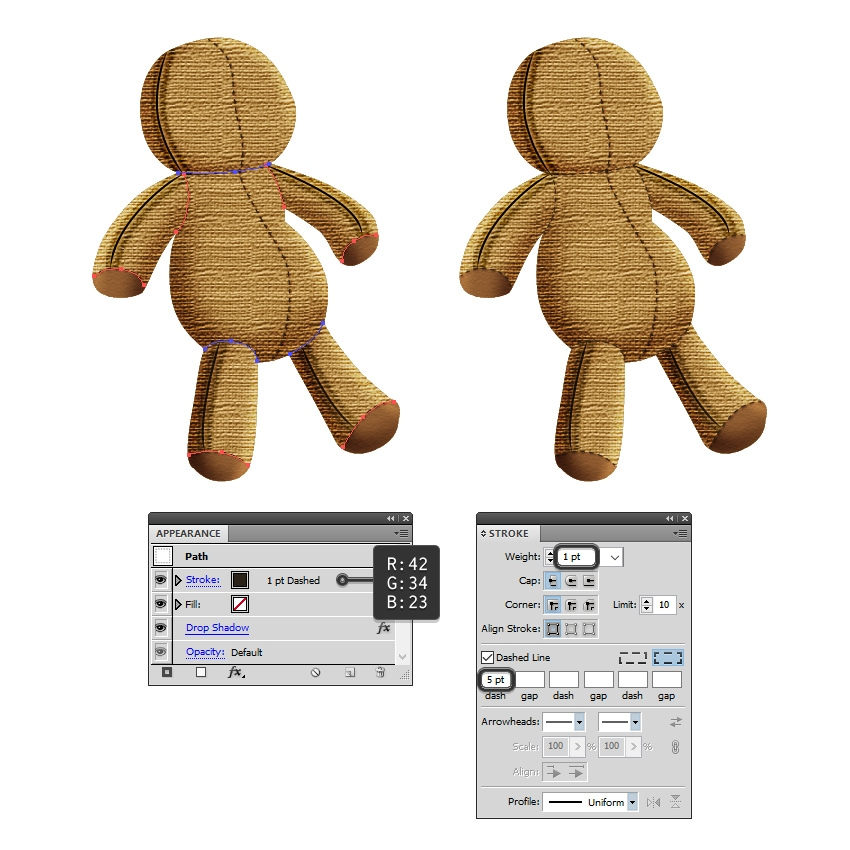 APPEARANCE
Path
Stroke: 1 pt Dashed
R:42
G:34
B:23
Fill:
Drop Shadow fx
Opacity: Default
fx
STROKE
Weight: 1 pt
Cap:
Corner: Limit: 10 x
Align Stroke:
Dashed Line
5 pt
dash gap dash gap dash gap
Arrowheads:
Scale: 100 % 100 %
Align:
Profile: Uniform